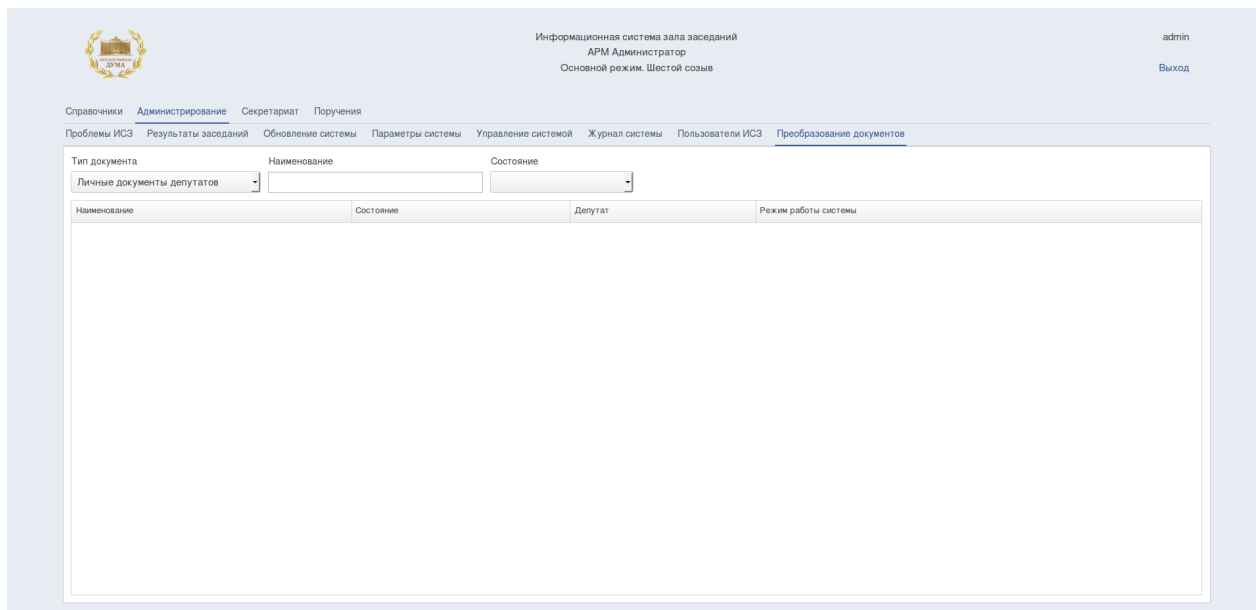 ГОСУДАРСТВЕННАЯ
ДУМА
Информационная система зала заседаний
АРМ Администратор
Основной режим. Шестой созыв
admin
Выход
Справочники Администрирование Секретариат Поручения
Проблемы ИСЗ Результаты заседаний Обновление системы Параметры системы Управление системой Журнал системы Пользователи ИСЗ Преобразование документов
Тип документа Наименование Состояние
Личные документы депутатов
Наименование Состояние Депутат Режим работы системы